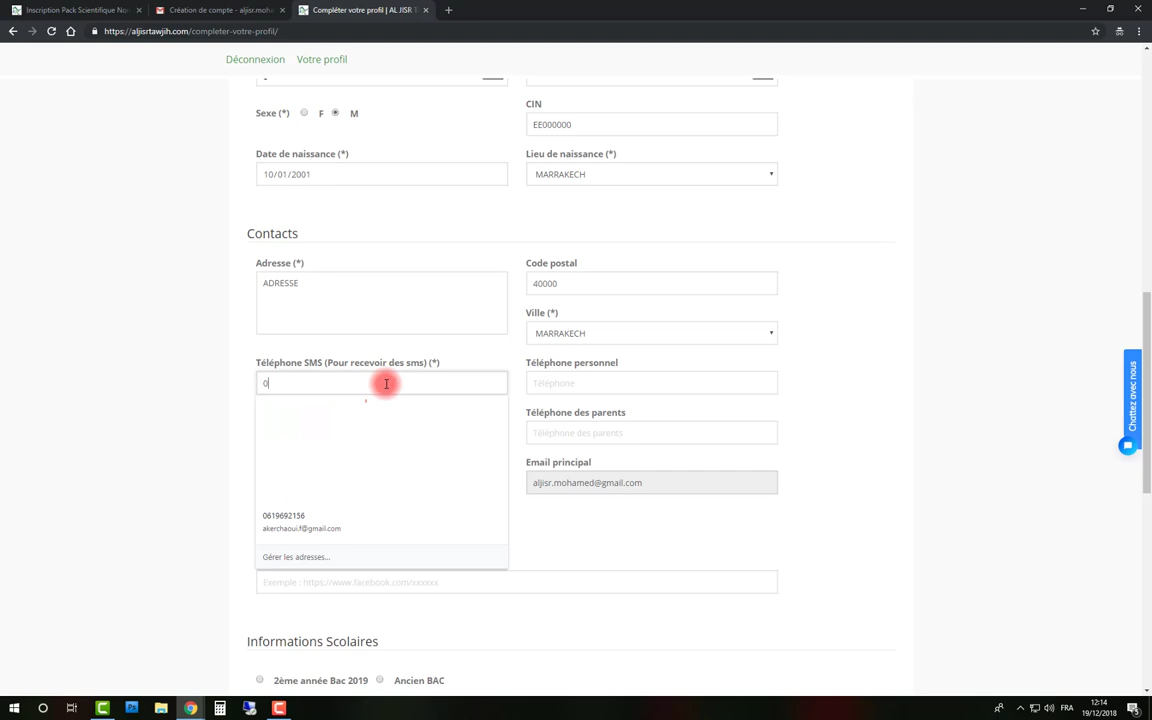 Inscription Pack Scientifique No
Création de compte - aljisr.moha
Compléter votre profil | AL JISR T
https://aljisrtawjih.com/completer-votre-profil/
Déconnexion Votre profil
Sexe (*) F M
CIN
EE000000
Date de naissance (*)
10/01/2001
Lieu de naissance (*)
MARRAKECH
Contacts
Adresse (*)
ADRESSE
Code postal
40000
Ville (*)
MARRAKECH
Téléphone SMS (Pour recevoir des sms) (*)
0
Téléphone personnel
Téléphone
Téléphone des parents
Téléphone des parents
Email principal
aljisr.mohamed@gmail.com
0619692156
akerchaoui.f@gmail.com
Gérer les adresses...
Exemple : https://www.facebook.com/xxxxxx
Informations Scolaires
2ème année Bac 2019 Ancien BAC
Chattez avec nous
FRA
12:14
19/12/2018